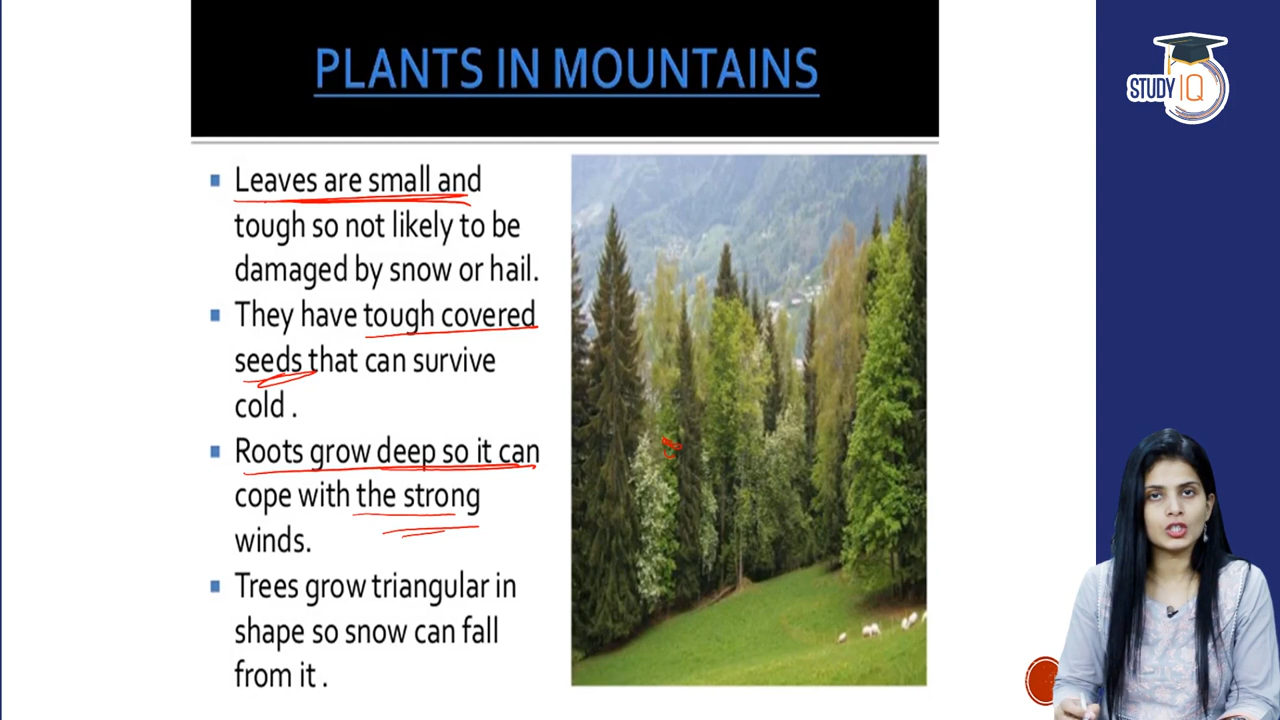 PLANTS IN MOUNTAINS
STUDY IQ
Leaves are small and
tough so not likely to be
damaged by snow or hail.
They have tough covered
seeds that can survive
cold .
Roots grow deep so it can
cope with the strong
winds.
Trees grow triangular in
shape so snow can fall
from it .